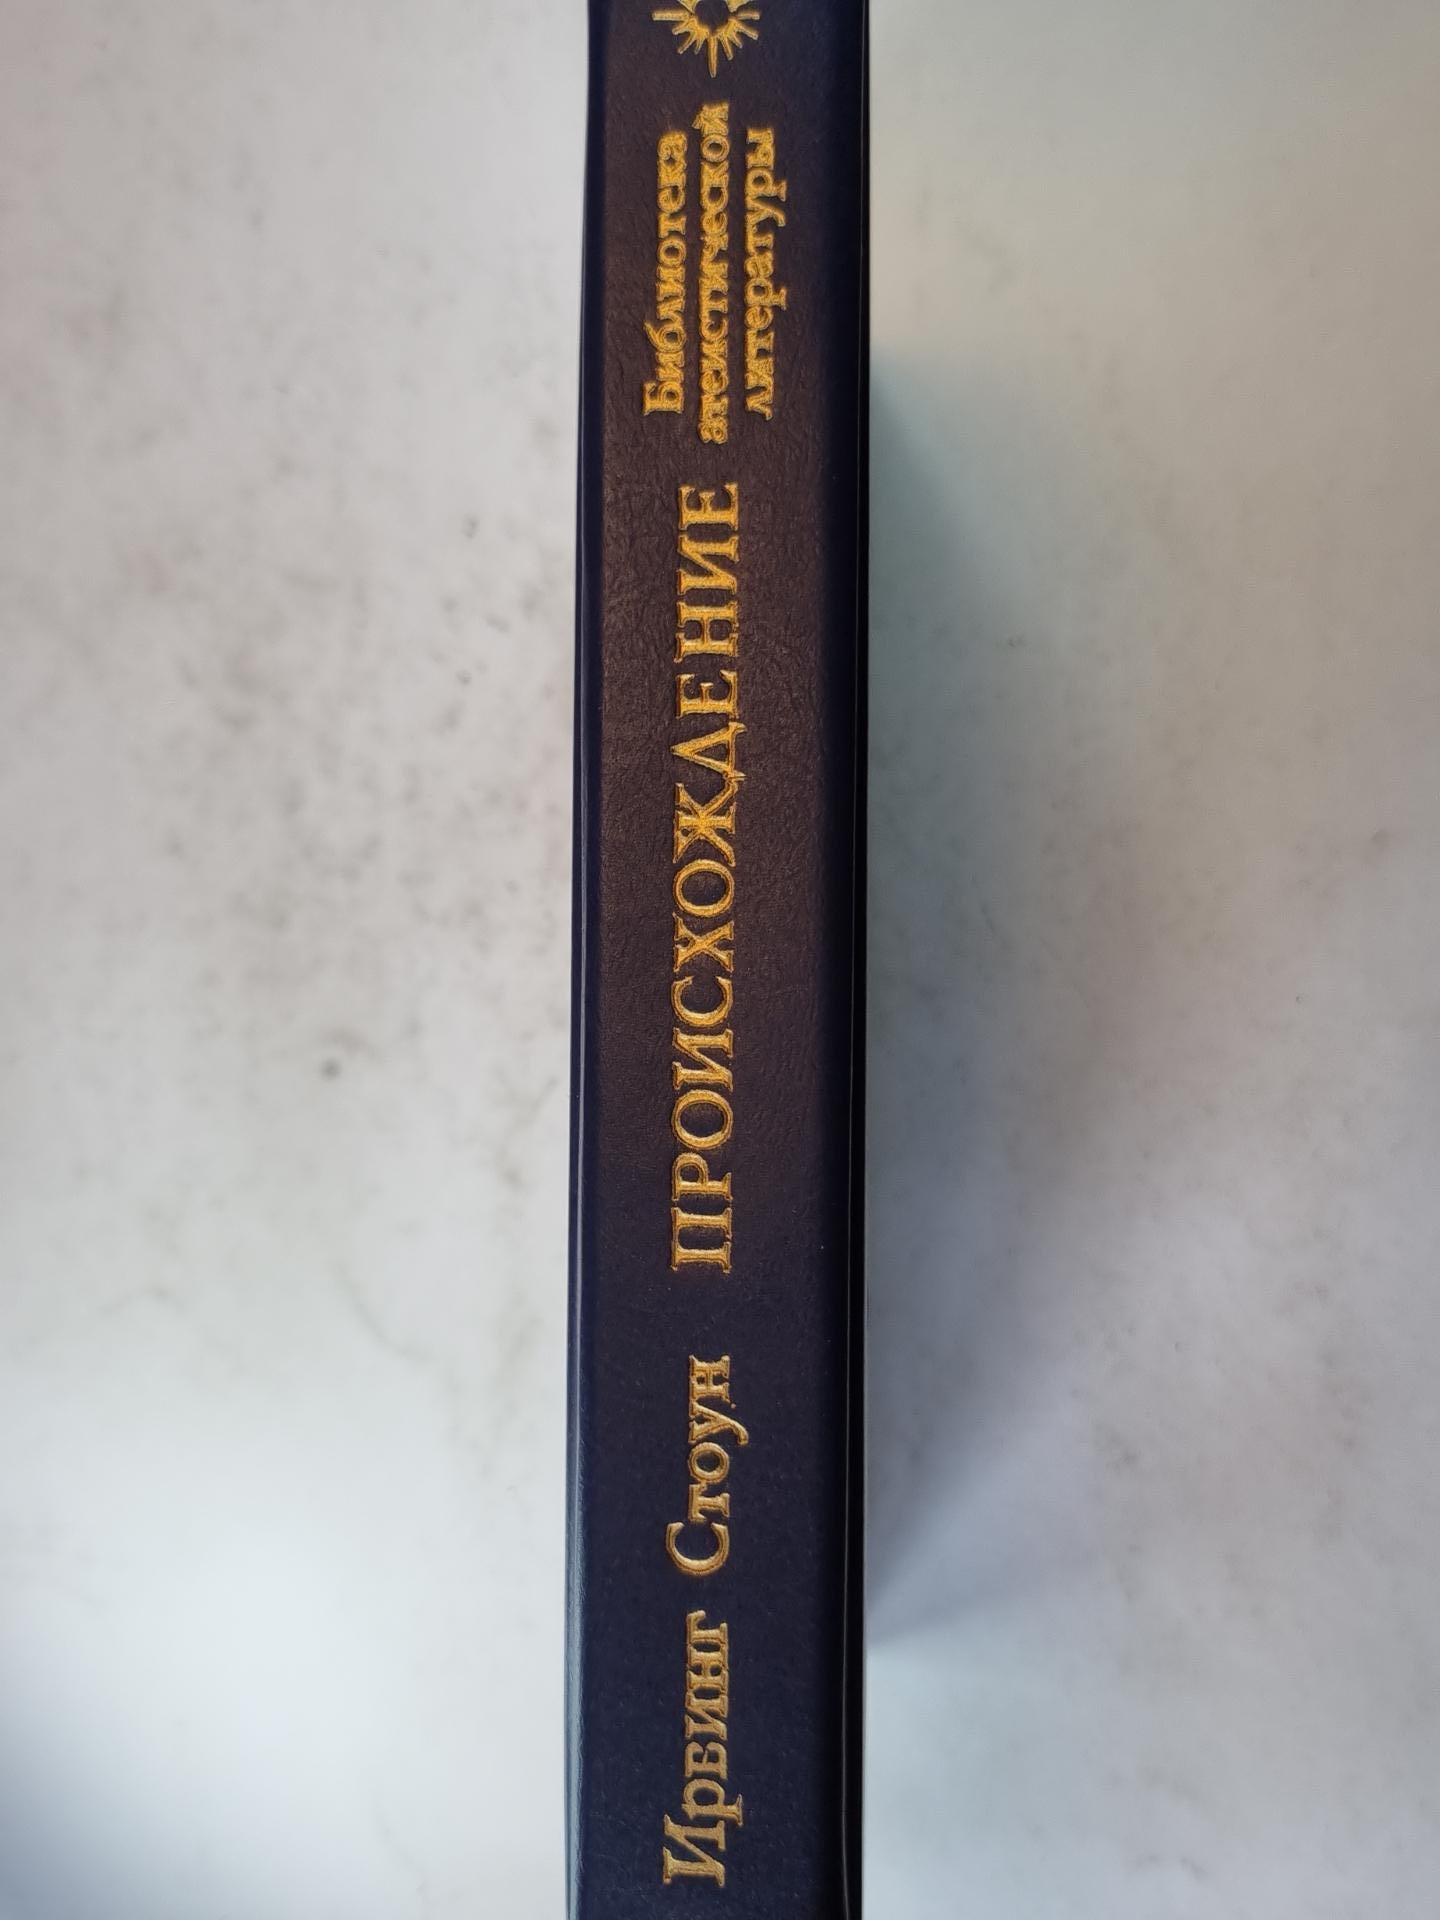 Ирвинг Стоун
ПРОИСХОЖДЕНИЕ
Библиотека
атеистической
литературы